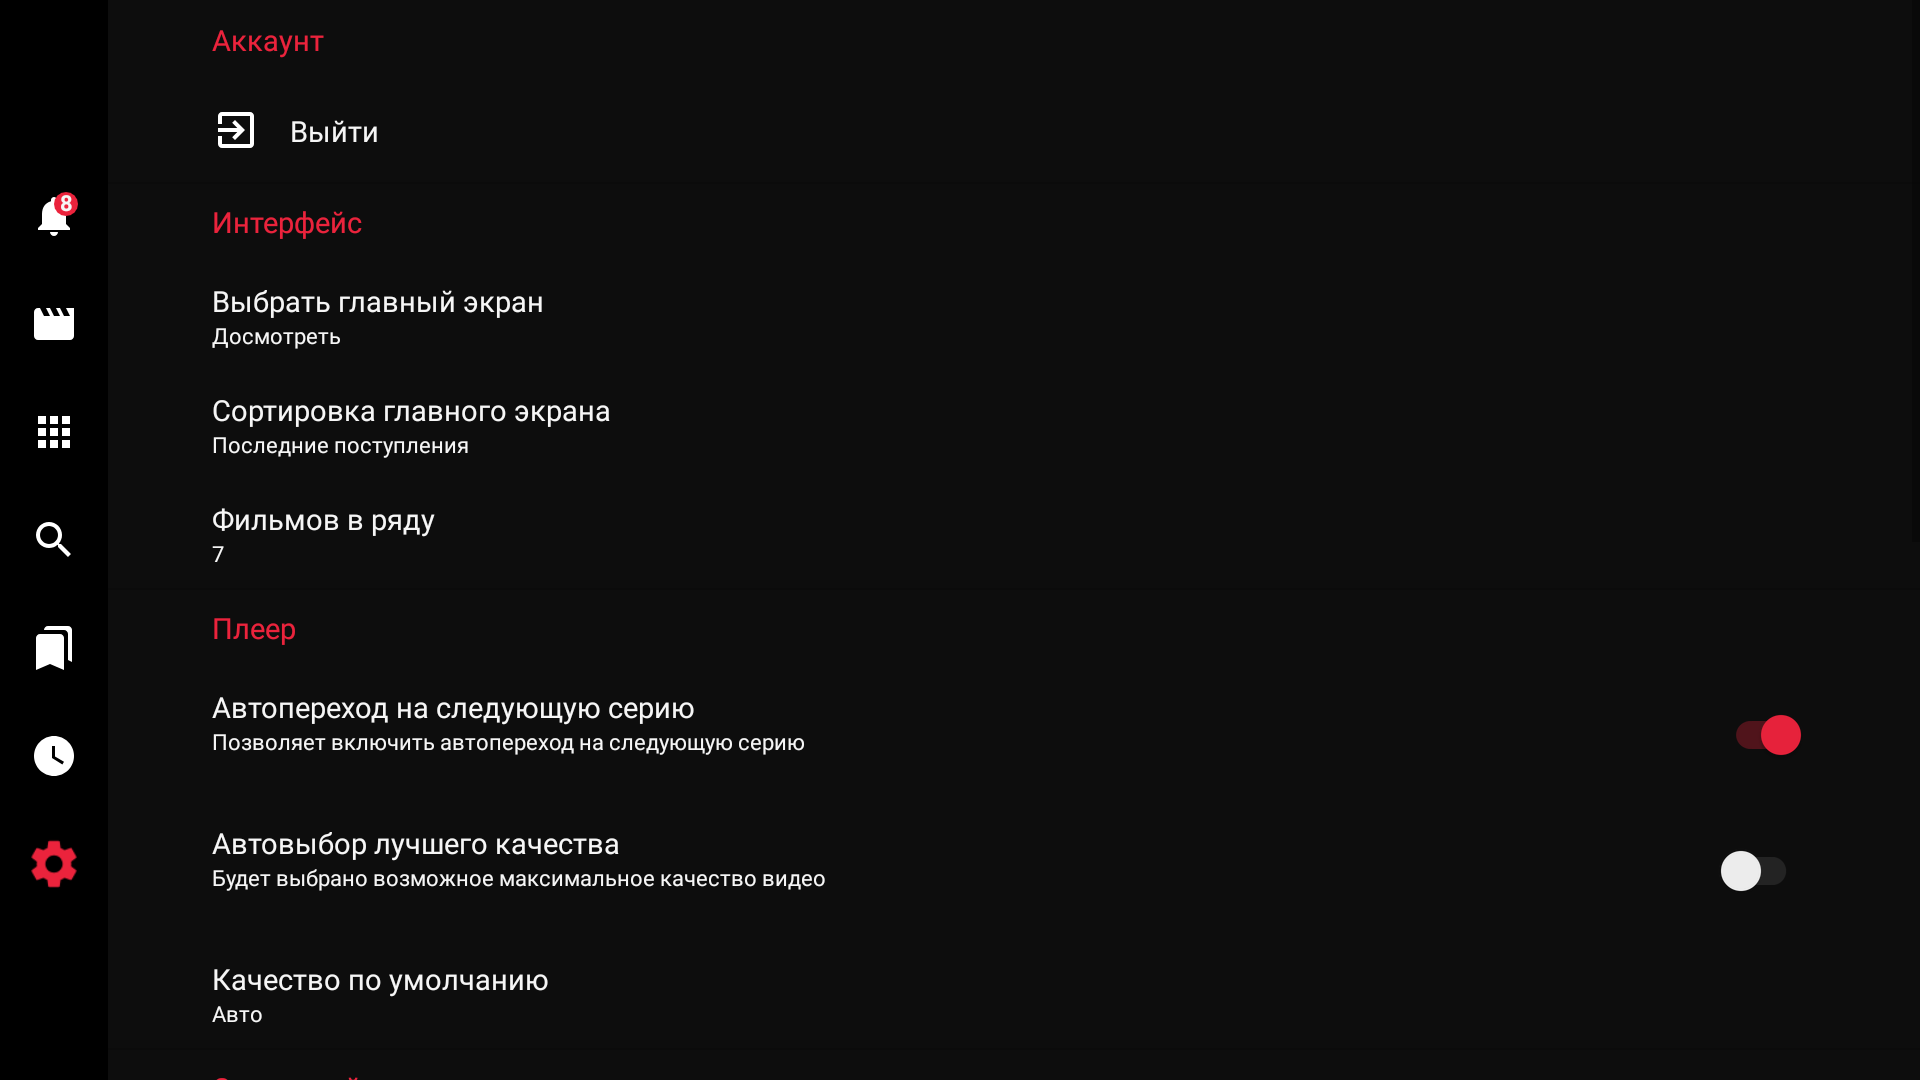 Аккаунт
Выйти
8
Интерфейс
Выбрать главный экран
Досмотреть
Сортировка главного экрана
Последние поступления
Фильмов в ряду
7
Плеер
Автопереход на следующую серию
Позволяет включить автопереход на следующую серию
Автовыбор лучшего качества
Будет выбрано возможное максимальное качество видео
Качество по умолчанию
Авто